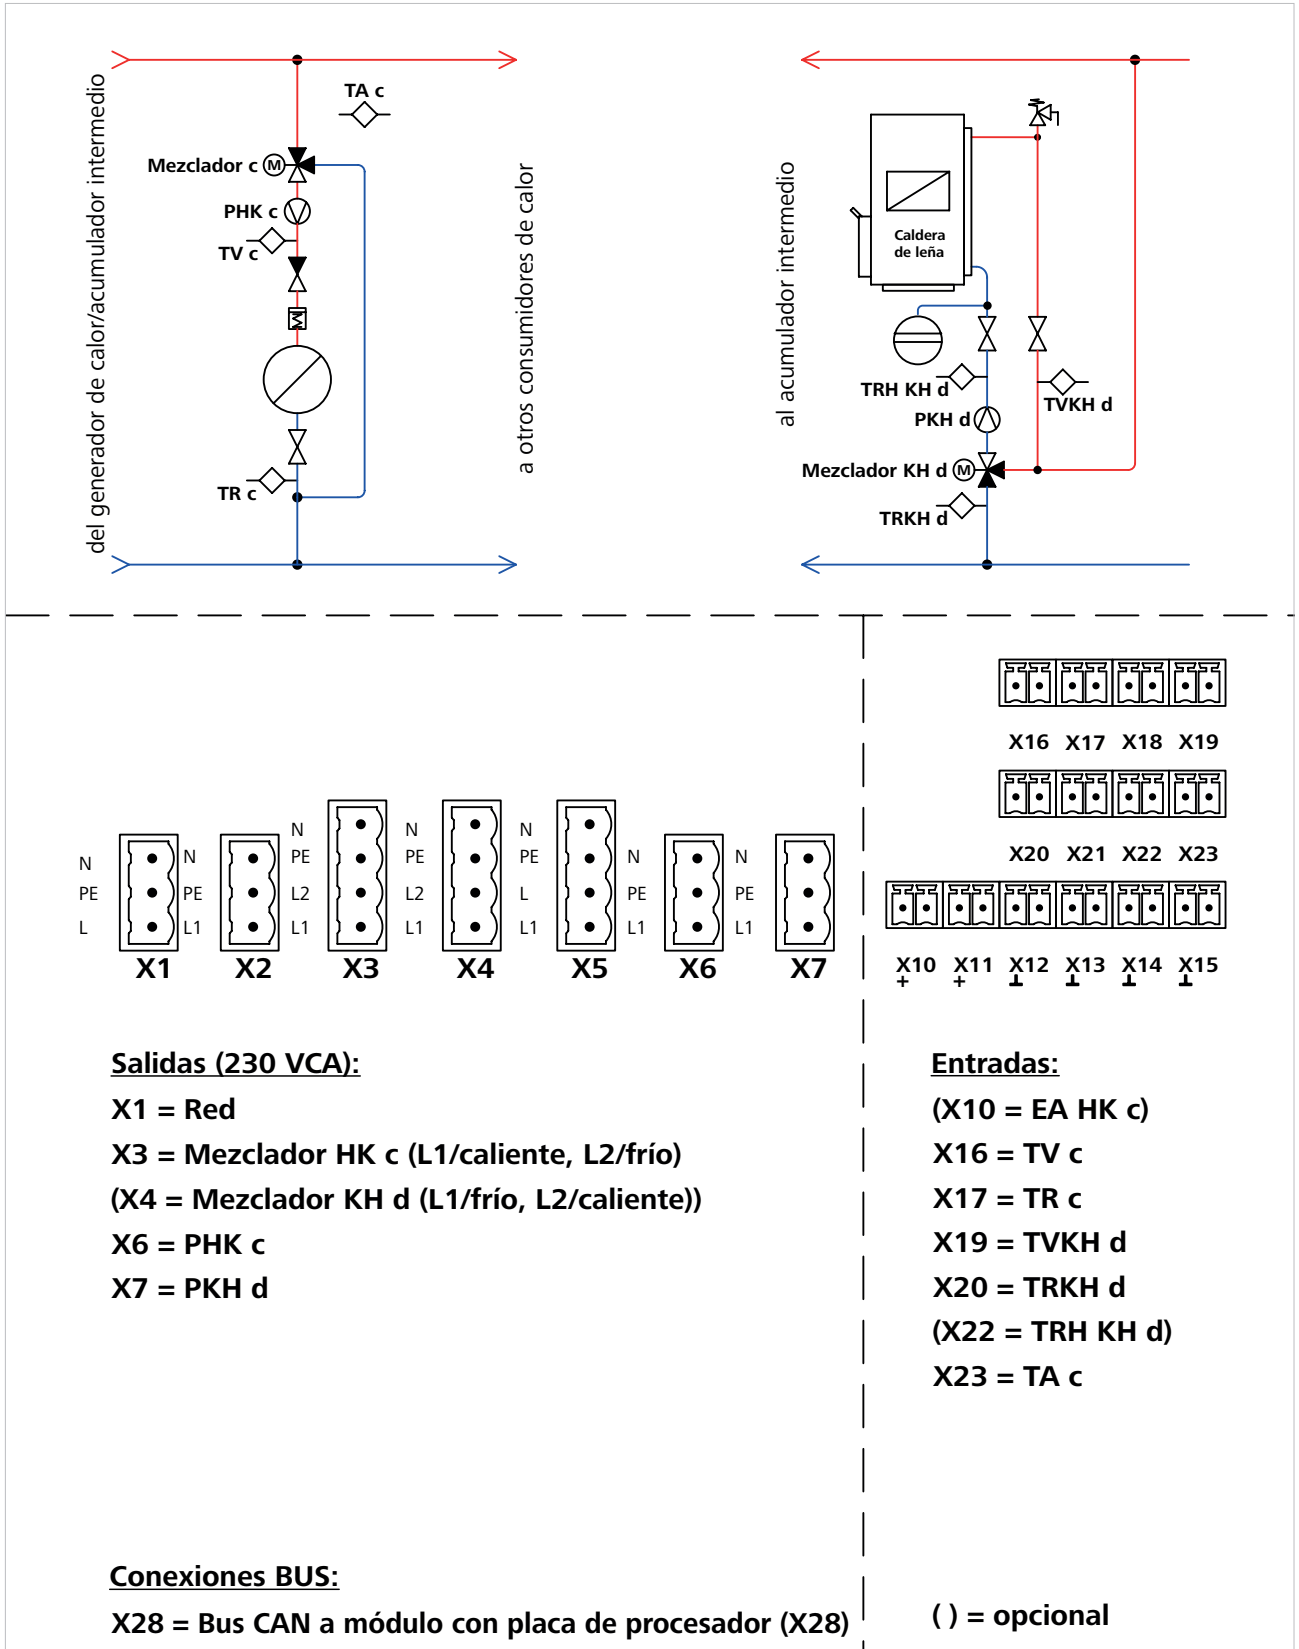 del generador de calor/acumulador intermedio
TA c
Mezclador c
M
PHK c
TV c
TR c
a otros consumidores de calor
al acumulador intermedio
Caldera
de leña
TRH KH d
TVKH d
PKH d
Mezclador KH d
M
TRKH d
X16 X17 X18 X19
X20 X21 X22 X23
X10 X11 X12 X13 X14 X15
+ +
N
PE
L
N
PE
L1
N
PE
L2
L1
N
PE
L2
L1
N
PE
L
L1
N
PE
L1
N
PE
L1
X1 X2 X3 X4 X5 X6 X7
Salidas (230 VCA):
X1 = Red
X3 = Mezclador HK c (L1/caliente, L2/frío)
(X4 = Mezclador KH d (L1/frío, L2/caliente))
X6 = PHK c
X7 = PKH d
Entradas:
(X10 = EA HK c)
X16 = TV c
X17 = TR c
X19 = TVKH d
X20 = TRKH d
(X22 = TRH KH d)
X23 = TA c
Conexiones BUS:
X28 = Bus CAN a módulo con placa de procesador (X28)
( ) = opcional